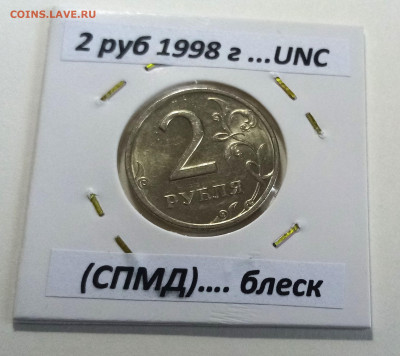 COINS.LAVE.RU
2 руб 1998 г ...UNC
2
РУБЛЯ
(СПМД).... блеск